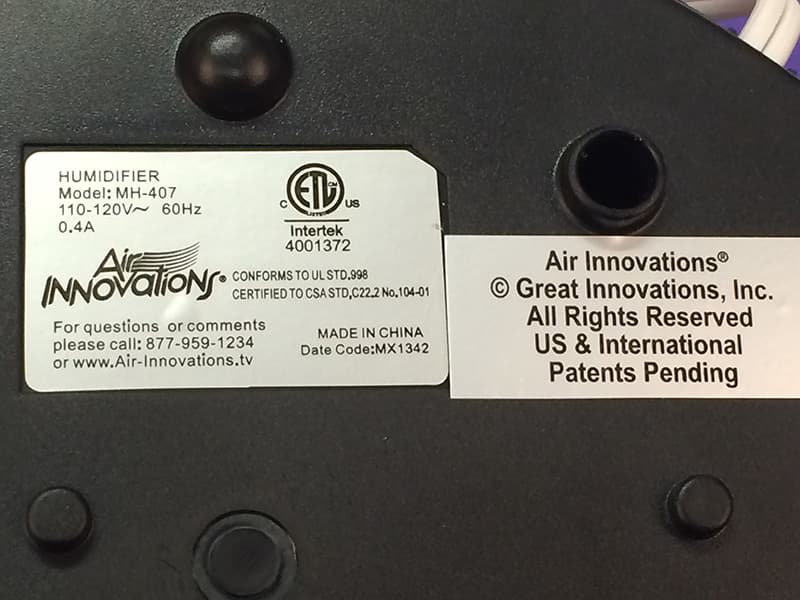 HUMIDIFIER
Model: MH-407
110-120V～ 60Hz
0.4A
ETL CM
LISTED
C US
Intertek
4001372
Air
INNOVATIONS®
CONFORMS TO UL STD.998
CERTIFIED TO CSA STD,C22.2 No.104-01
For questions or comments
please call: 877-959-1234
or www.Air-Innovations.tv
MADE IN CHINA
Date Code:MX1342
Air Innovations®
© Great Innovations, Inc.
All Rights Reserved
US & International
Patents Pending